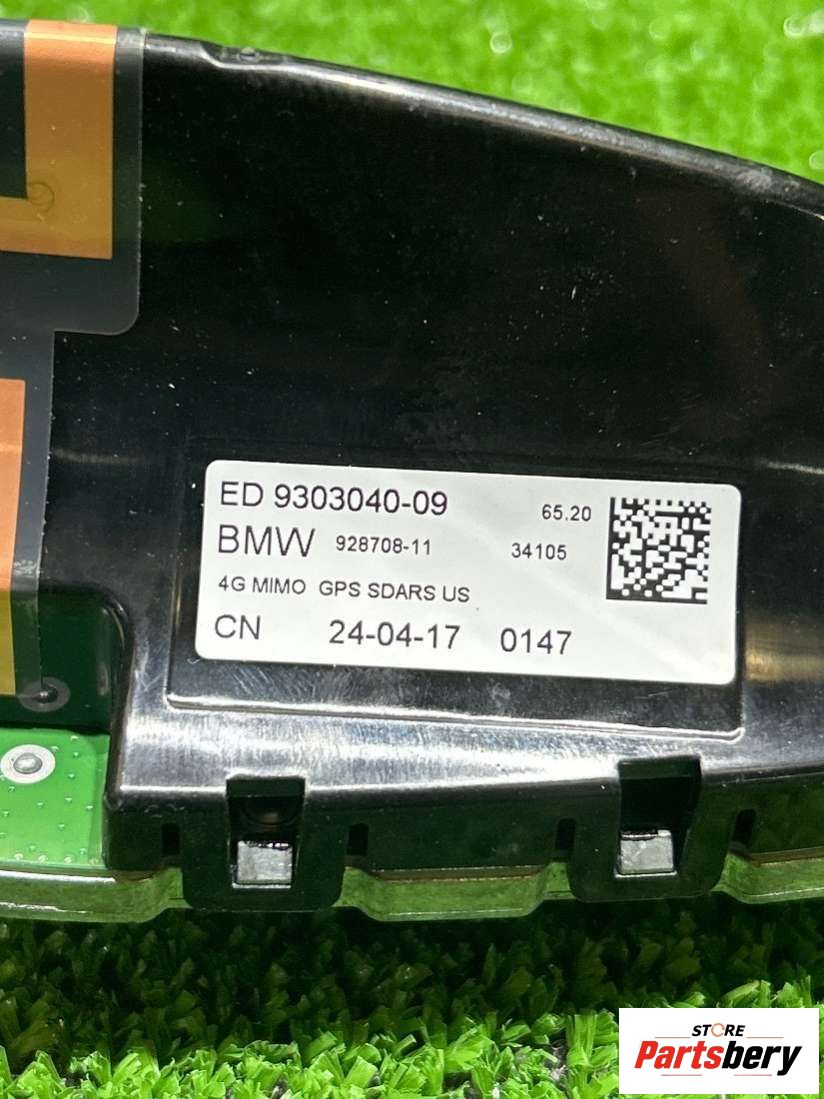 ED 9303040-09 65.20
BMW 928708-11 34105
4G MIMO GPS SDARS US
CN 24-04-17 0147
STORE
Partsbery